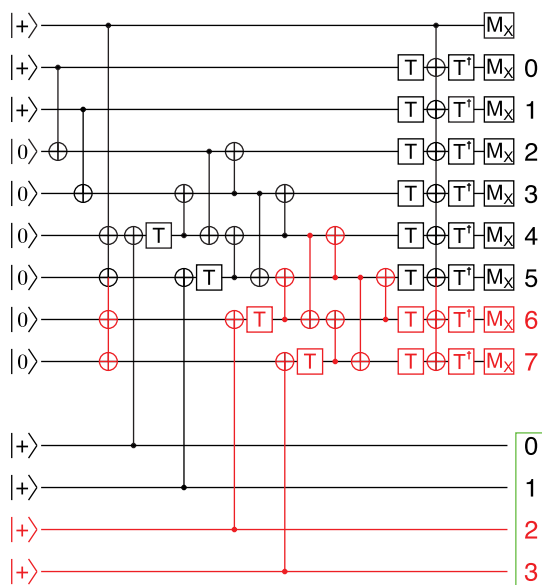 |+⟩ M_X
|+⟩ T T† M_X 0
|+⟩ T T† M_X 1
|0⟩ T T† M_X 2
|0⟩ T T† M_X 3
|0⟩ T T T† M_X 4
|0⟩ T T T† M_X 5
|0⟩ T T T† M_X 6
|0⟩ T T T† M_X 7
|+⟩ 0
|+⟩ 1
|+⟩ 2
|+⟩ 3